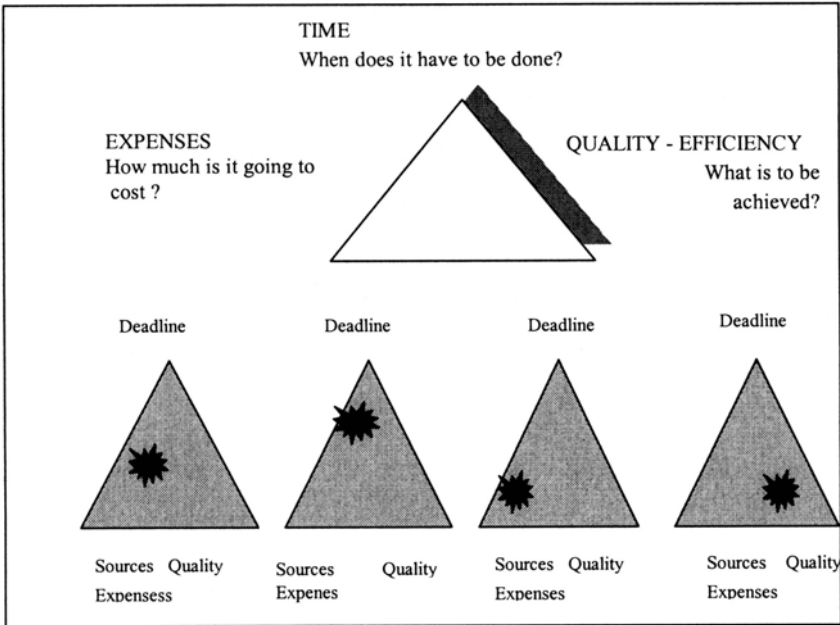 TIME
When does it have to be done?
EXPENSES
How much is it going to
cost ?
QUALITY - EFFICIENCY
What is to be
achieved?
Deadline
Deadline
Deadline
Deadline
Sources Quality
Expensess
Sources Quality
Expenes
Sources Quality
Expenses
Sources Quality
Expenses